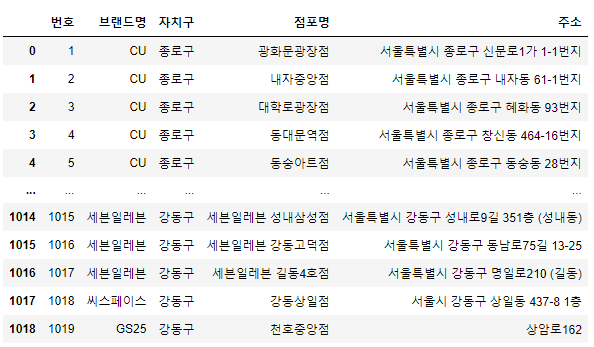 번호 브랜드명 자치구 점포명 주소
0 1 CU 종로구 광화문광장점 서울특별시 종로구 신문로1가 1-1번지
1 2 CU 종로구 내자중앙점 서울특별시 종로구 내자동 61-1번지
2 3 CU 종로구 대학로광장점 서울특별시 종로구 혜화동 93번지
3 4 CU 종로구 동대문역점 서울특별시 종로구 창신동 464-16번지
4 5 CU 종로구 동숭아트점 서울특별시 종로구 동숭동 28번지
... ... ... ... ... ...
1014 1015 세븐일레븐 강동구 세븐일레븐 성내삼성점 서울특별시 강동구 성내로9길 351층 (성내동)
1015 1016 세븐일레븐 강동구 세븐일레븐 강동고덕점 서울특별시 강동구 동남로75길 13-25
1016 1017 세븐일레븐 강동구 세븐일레븐 길동4호점 서울특별시 강동구 명일로210 (길동)
1017 1018 씨스페이스 강동구 강동상일점 서울시 강동구 상일동 437-8 1층
1018 1019 GS25 강동구 천호중앙점 상암로162